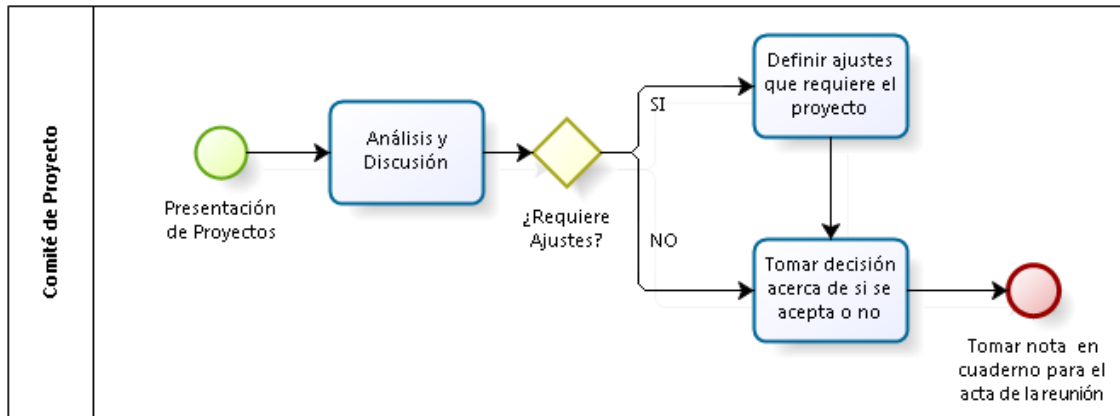 Comité de Proyecto
Presentación
de Proyectos
Análisis y
Discusión
¿Requiere
Ajustes?
SI
NO
Definir ajustes
que requiere el
proyecto
Tomar decisión
acerca de si se
acepta o no
Tomar nota en
cuaderno para el
acta de la reunión